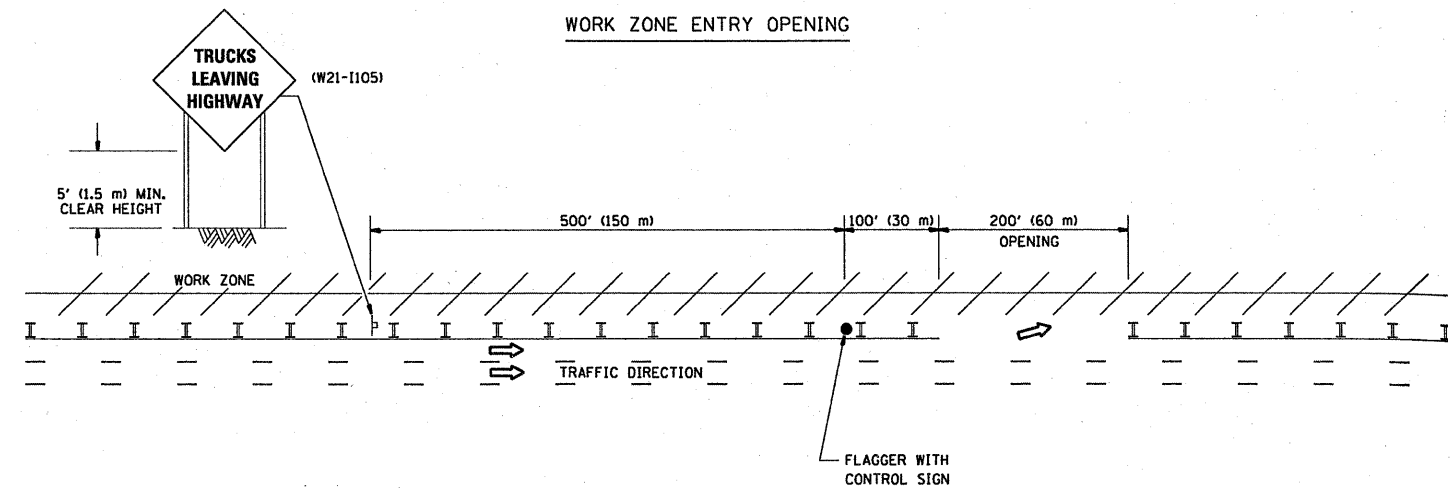 WORK ZONE ENTRY OPENING
TRUCKS
LEAVING
HIGHWAY
(W21-I105)
5' (1.5 m) MIN.
CLEAR HEIGHT
500' (150 m)
100' (30 m)
200' (60 m)
OPENING
WORK ZONE
TRAFFIC DIRECTION
FLAGGER WITH
CONTROL SIGN